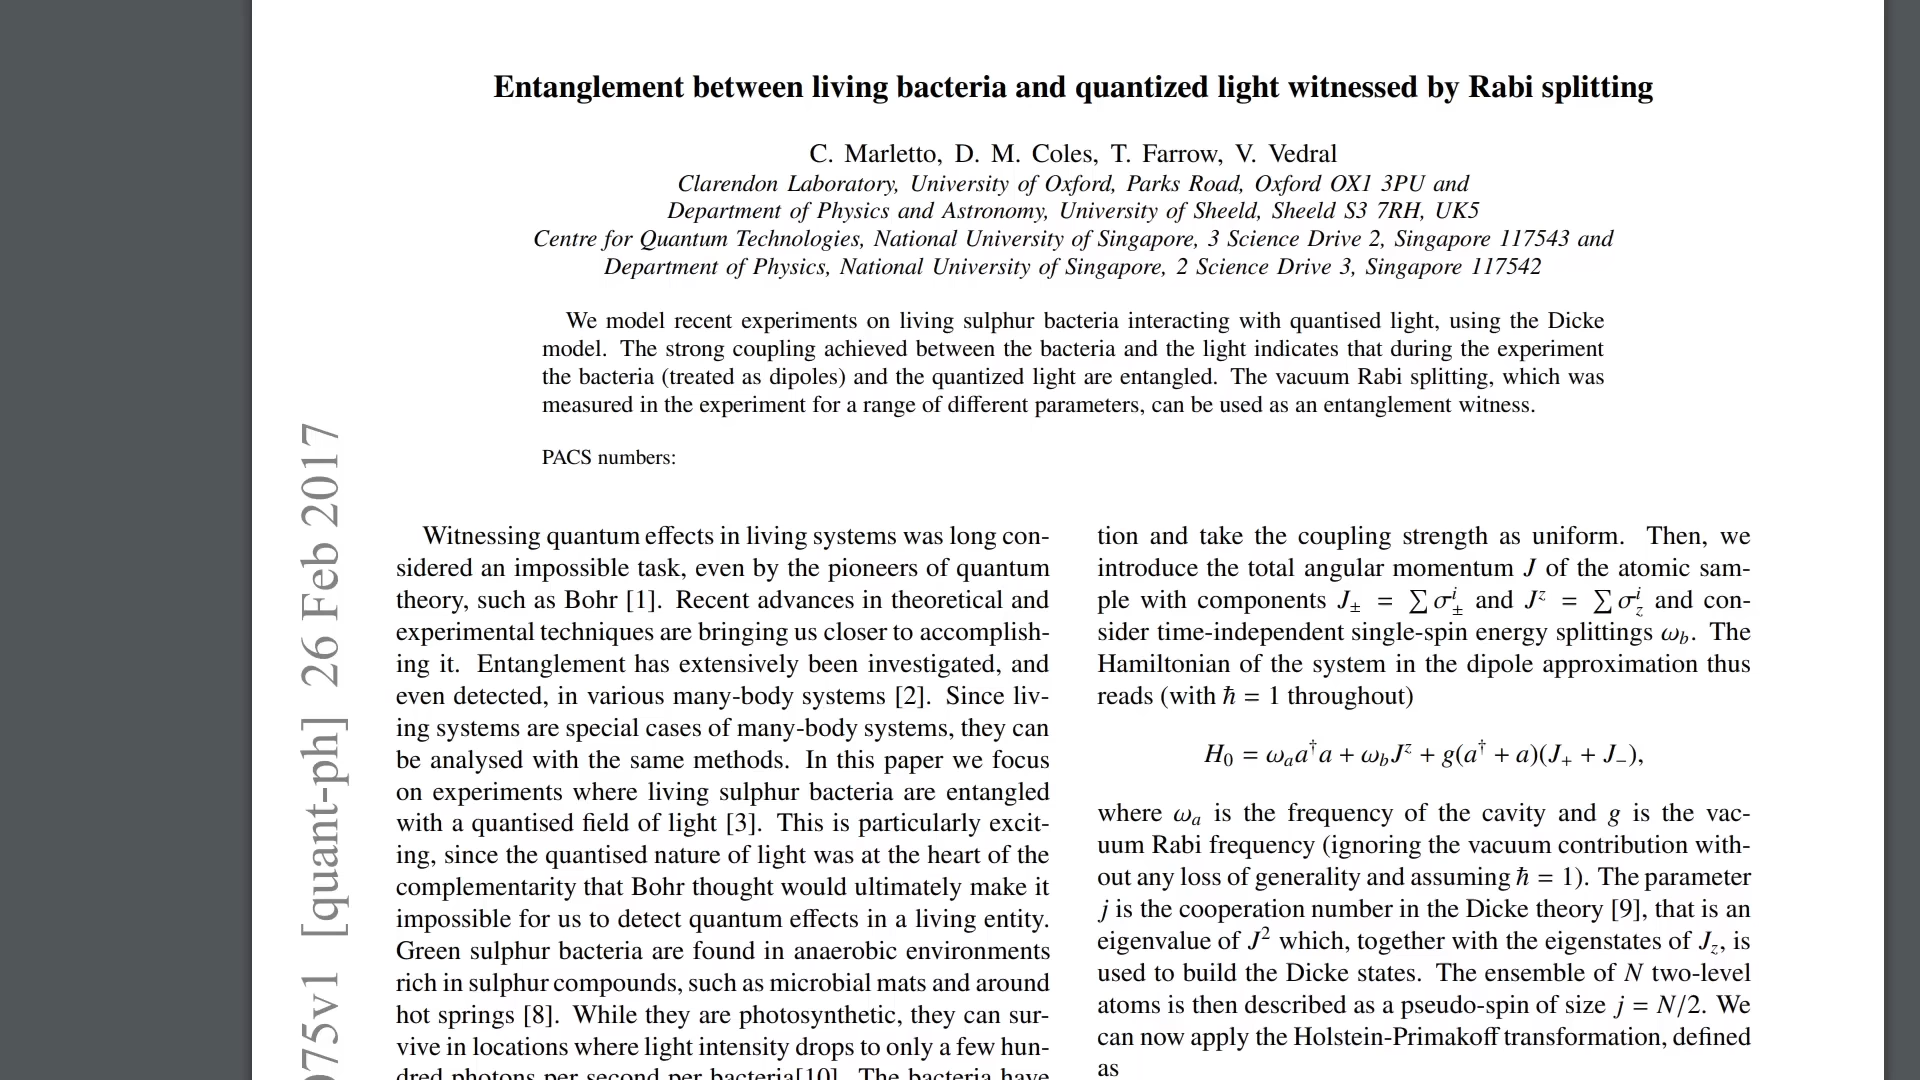 Entanglement between living bacteria and quantized light witnessed by Rabi splitting
C. Marletto, D. M. Coles, T. Farrow, V. Vedral
Clarendon Laboratory, University of Oxford, Parks Road, Oxford OX1 3PU and
Department of Physics and Astronomy, University of Sheeld, Sheeld S3 7RH, UK5
Centre for Quantum Technologies, National University of Singapore, 3 Science Drive 2, Singapore 117543 and
Department of Physics, National University of Singapore, 2 Science Drive 3, Singapore 117542
We model recent experiments on living sulphur bacteria interacting with quantised light, using the Dicke
model. The strong coupling achieved between the bacteria and the light indicates that during the experiment
the bacteria (treated as dipoles) and the quantized light are entangled. The vacuum Rabi splitting, which was
measured in the experiment for a range of different parameters, can be used as an entanglement witness.
PACS numbers:
Witnessing quantum effects in living systems was long con-
sidered an impossible task, even by the pioneers of quantum
theory, such as Bohr [1]. Recent advances in theoretical and
experimental techniques are bringing us closer to accomplish-
ing it. Entanglement has extensively been investigated, and
even detected, in various many-body systems [2]. Since liv-
ing systems are special cases of many-body systems, they can
be analysed with the same methods. In this paper we focus
on experiments where living sulphur bacteria are entangled
with a quantised field of light [3]. This is particularly excit-
ing, since the quantised nature of light was at the heart of the
complementarity that Bohr thought would ultimately make it
impossible for us to detect quantum effects in a living entity.
Green sulphur bacteria are found in anaerobic environments
rich in sulphur compounds, such as microbial mats and around
hot springs [8]. While they are photosynthetic, they can sur-
vive in locations where light intensity drops to only a few hun-
dred photons per second per bacteria[10]. The bacteria have
tion and take the coupling strength as uniform. Then, we
introduce the total angular momentum J of the atomic sam-
ple with components J± = ∑ σ^i_± and J^z = ∑ σ^i_z and con-
sider time-independent single-spin energy splittings ω_b. The
Hamiltonian of the system in the dipole approximation thus
reads (with ħ = 1 throughout)
H₀ = ω_a a†a + ω_b J^z + g(a† + a)(J₊ + J₋),
where ω_a is the frequency of the cavity and g is the vac-
uum Rabi frequency (ignoring the vacuum contribution with-
out any loss of generality and assuming ħ = 1). The parameter
j is the cooperation number in the Dicke theory [9], that is an
eigenvalue of J² which, together with the eigenstates of J_z, is
used to build the Dicke states. The ensemble of N two-level
atoms is then described as a pseudo-spin of size j = N/2. We
can now apply the Holstein-Primakoff transformation, defined
as
075v1 [quant-ph] 26 Feb 2017